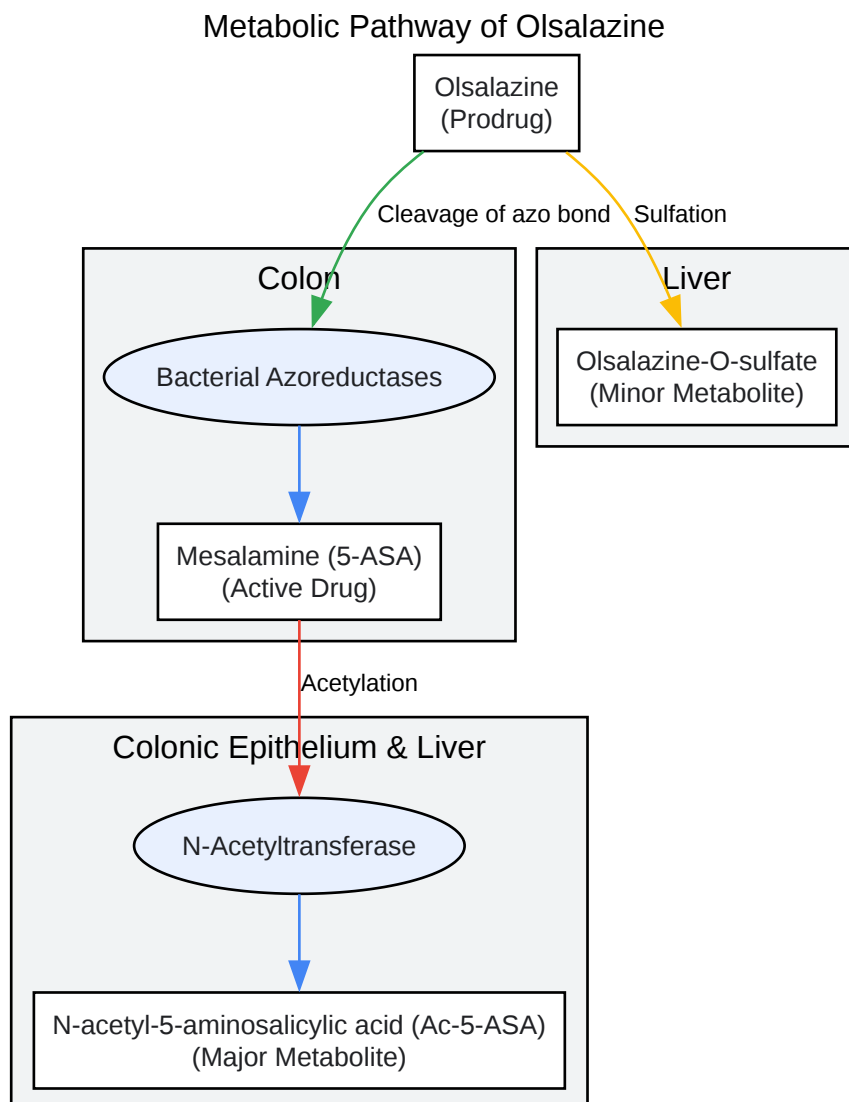 Metabolic Pathway of Olsalazine
Olsalazine
(Prodrug)
Cleavage of azo bond
Sulfation
Colon
Liver
Bacterial Azoreductases
Olsalazine-O-sulfate
(Minor Metabolite)
Mesalamine (5-ASA)
(Active Drug)
Acetylation
Colonic Epithelium & Liver
N-Acetyltransferase
N-acetyl-5-aminosalicylic acid (Ac-5-ASA)
(Major Metabolite)